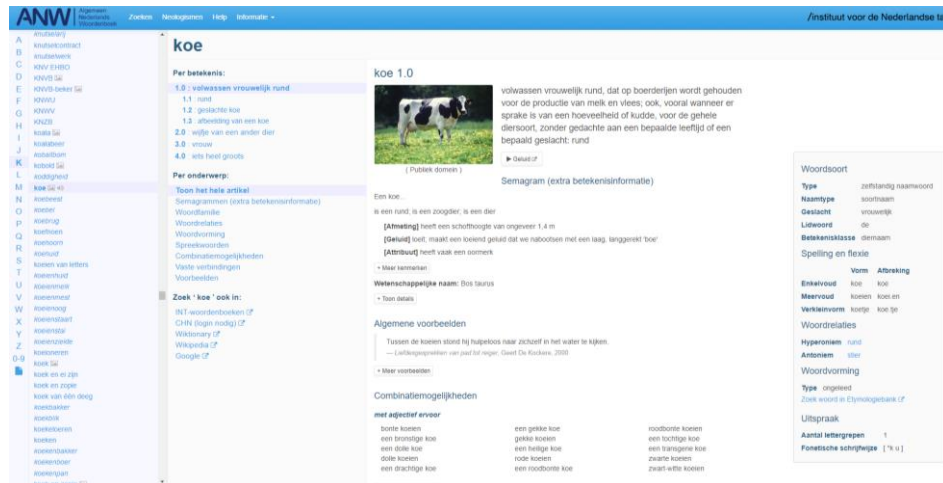 ANW Algemeen Nederlands Woordenboek
Zoeken Neologismen Help Informatie
/instituut voor de Nederlandse ta
A
B
C
D
E
F
G
H
I
J
K
L
M
N
O
P
Q
R
S
T
U
V
W
X
Y
Z
0-9
knutselarij
knutselcontract
knutselwerk
KNV EHBO
KNVB
KNVB-beker
KNWU
KNWV
KNZB
koala
koalabeer
kobaltbom
kobold
koddigheid
koe
koebeest
koeienhuid
koeienmelk
koeienmest
koeienoog
koeienstaart
koeienstal
koeienziekte
koeioneren
koek
koek en ei zijn
koek en zopie
koek van één deeg
koekbakker
koekblik
koekeloeren
koeken
koekenbakker
koekenboer
koekenpan
koe
Per betekenis:
1.0 : volwassen vrouwelijk rund
1.1 : rund
1.2 : geslachte koe
1.3 : afbeelding van een koe
2.0 : wijfje van een ander dier
3.0 : vrouw
4.0 : iets heel groots
Per onderwerp:
Toon het hele artikel
Semagrammen (extra betekenisinformatie)
Woordfamilie
Woordrelaties
Woordvorming
Spreekwoorden
Combinatiemogelijkheden
Vaste verbindingen
Voorbeelden
Zoek ' koe ' ook in:
INT-woordenboeken
CHN (login nodig)
Wiktionary
Wikipedia
Google
koe 1.0
( Publiek domein )
volwassen vrouwelijk rund, dat op boerderijen wordt gehouden
voor de productie van melk en vlees; ook, vooral wanneer er
sprake is van een hoeveelheid of kudde, voor de gehele
diersoort, zonder gedachte aan een bepaalde leeftijd of een
bepaald geslacht: rund
Geluid
Semagram (extra betekenisinformatie)
Een koe...
is een rund; is een zoogdier; is een dier
[Afmeting] heeft een schofthoogte van ongeveer 1,4 m
[Geluid] loeit, maakt een loeiend geluid dat we nabootsen met een laag, langgerekt 'boe'
[Attribuut] heeft vaak een oormerk
+ Meer kenmerken
Wetenschappelijke naam: Bos taurus
+ Toon details
Algemene voorbeelden
Tussen de koeien stond hij hulpeloos naar zichzelf in het water te kijken.
+ Meer voorbeelden
Combinatiemogelijkheden
met adjectief ervoor
bonte koeien een gekke koe roodbonte koeien
een bronstige koe gekke koeien een tochtige koe
een dolle koe een heilige koe een transgene koe
dolle koeien rode koeien zwarte koeien
een drachtige koe een roodbonte koe zwart-witte koeien
Woordsoort
Type zelfstandig naamwoord
Naamtype soortnaam
Geslacht vrouwelijk
Lidwoord de
Betekenisklasse diernaam
Spelling en flexie
Vorm Afbreking
Enkelvoud koe koe
Meervoud koeien koei.en
Verkleinvorm koetje koe.tje
Woordrelaties
Hyperoniem rund
Antoniem stier
Woordvorming
Type ongeleed
Zoek woord in Etymologiebank
Uitspraak
Aantal lettergrepen 1
Fonetische schrijfwijze [ "k u ]